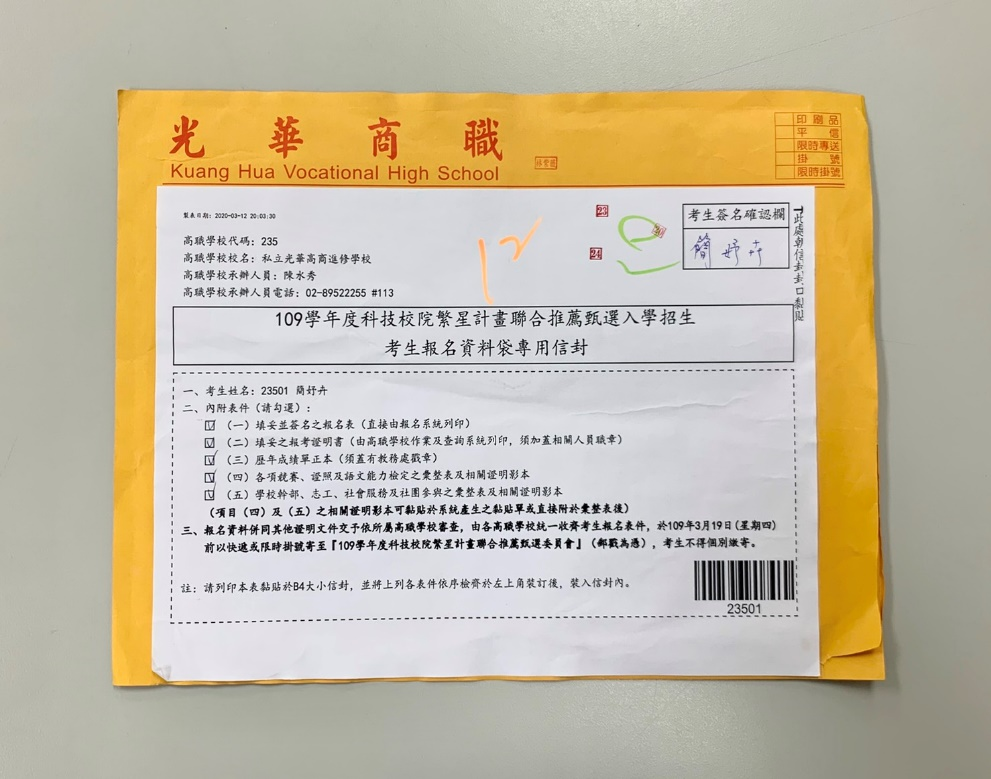 光華商職
Kuang Hua Vocational High School
印刷品
平信
限時專送
掛號
限時掛號
製表日期: 2020-03-12 20:03:30
23
24
12
考生簽名確認欄
簡妤卉
高職學校代碼: 235
高職學校校名: 私立光華高商進修學校
高職學校承辦人員: 陳水秀
高職學校承辦人員電話: 02-89522255 #113
109學年度科技校院繁星計畫聯合推薦甄選入學招生
考生報名資料袋專用信封
一、考生姓名: 23501 簡妤卉
二、內附表件(請勾選):
(一)填妥並簽名之報名表(直接由報名系統列印)
(二)填妥之報考證明書(由高職學校作業及查詢系統列印, 須加蓋相關人員職章)
(三)歷年成績單正本(須蓋有教務處戳章)
(四)各項競賽、證照及語文能力檢定之彙整表及相關證明影本
(五)學校幹部、志工、社會服務及社團參與之彙整表及相關證明影本
(項目(四)及(五)之相關證明影本可黏貼於系統產生之黏貼單或直接附於彙整表後)
三、報名資料併同其他證明文件交予依所屬高職學校審查, 由各高職學校統一收齊考生報名表件, 於109年3月19日(星期四)
前以快遞或限時掛號寄至『109學年度科技校院繁星計畫聯合推薦甄選委員會』(郵戳為憑), 考生不得個別繳寄。
註: 請列印本表黏貼於B4大小信封, 並將上列各表件依序檢齊於左上角裝訂後, 裝入信封內。
23501
此處朝信封封口黏貼